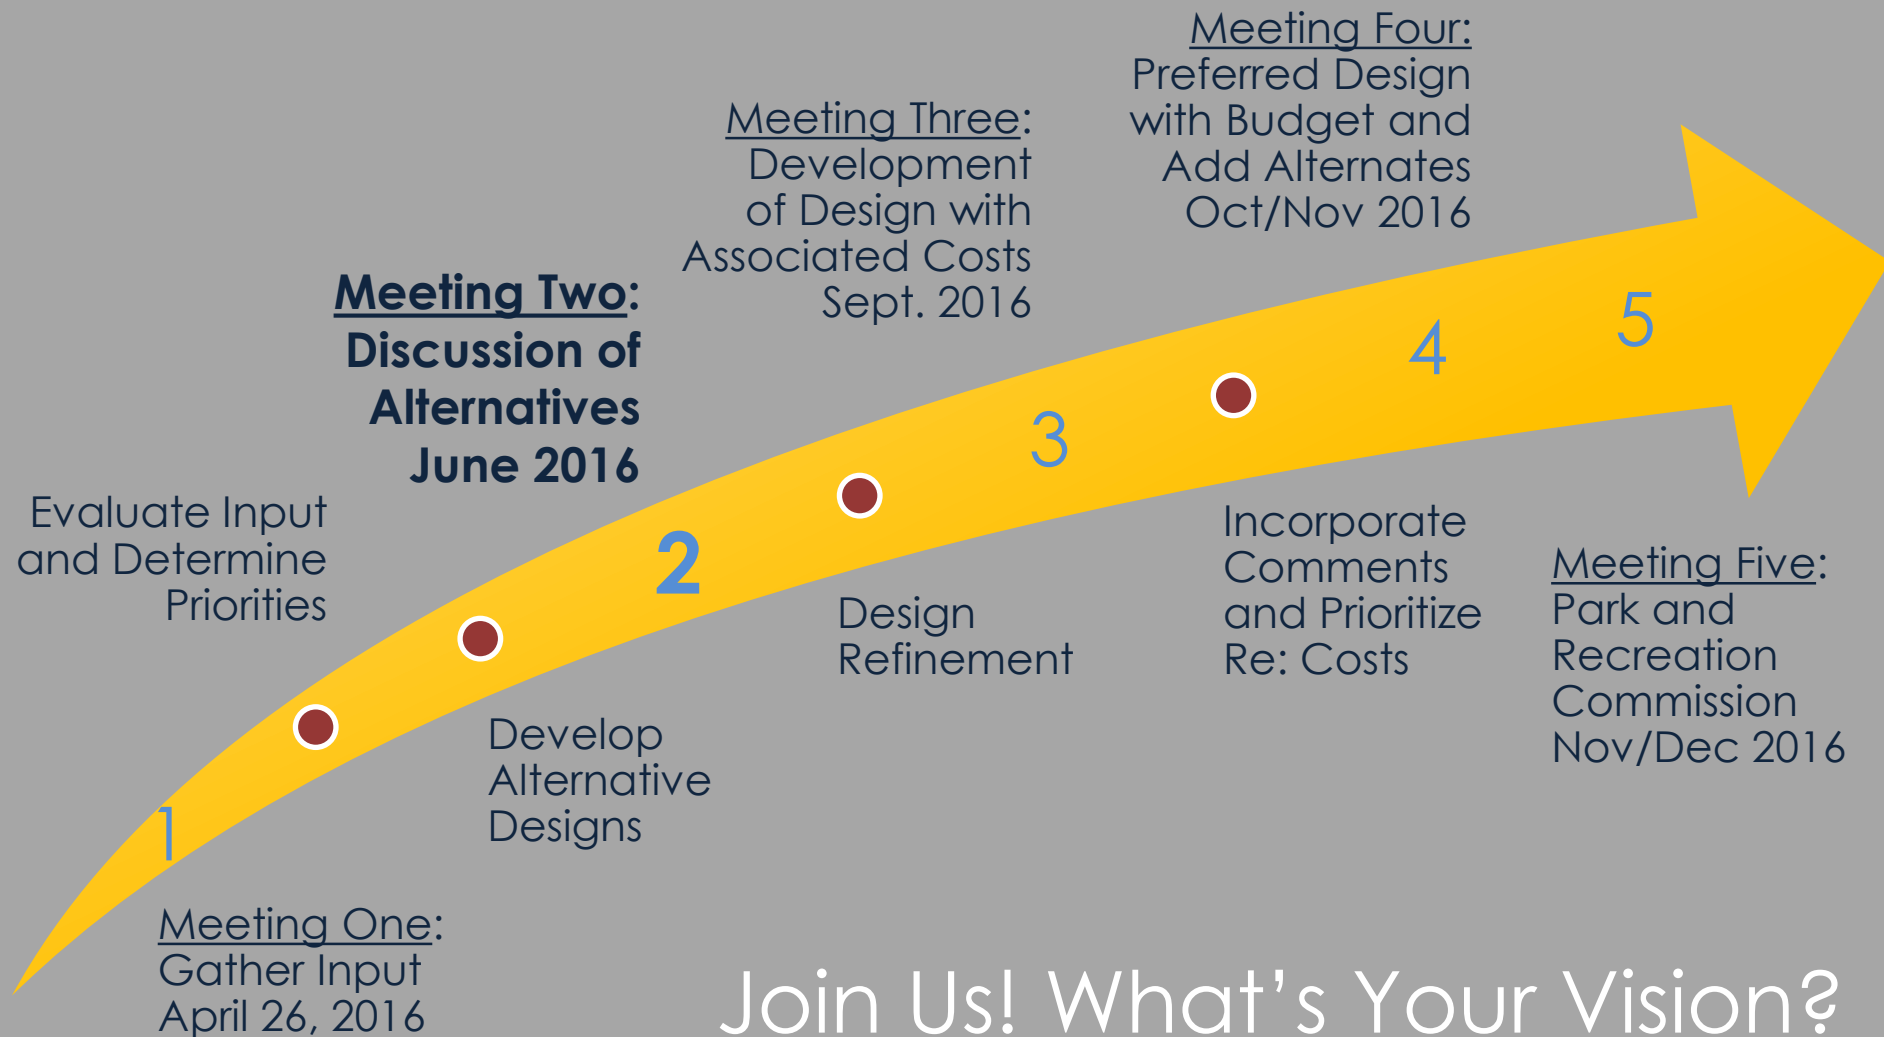 Meeting One:
Gather Input
April 26, 2016
1
Evaluate Input
and Determine
Priorities
Develop
Alternative
Designs
Meeting Two:
Discussion of
Alternatives
June 2016
2
Design
Refinement
Meeting Three:
Development
of Design with
Associated Costs
Sept. 2016
3
Incorporate
Comments
and Prioritize
Re: Costs
Meeting Four:
Preferred Design
with Budget and
Add Alternates
Oct/Nov 2016
4
5
Meeting Five:
Park and
Recreation
Commission
Nov/Dec 2016
Join Us! What's Your Vision?